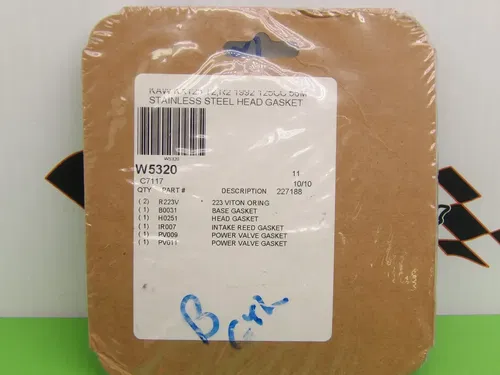 STAINLESS STEEL HEAD GASKET
W5320
W5320
11
C7117
10/10
QTY PART # DESCRIPTION 227188
( 2) R223V 223 VITON ORING
( 1) B0031 BASE GASKET
( 1) H0251 HEAD GASKET
( 1) IR007 INTAKE REED GASKET
( 1) PV009 POWER VALVE GASKET
( 1) PV011 POWER VALVE GASKET
B